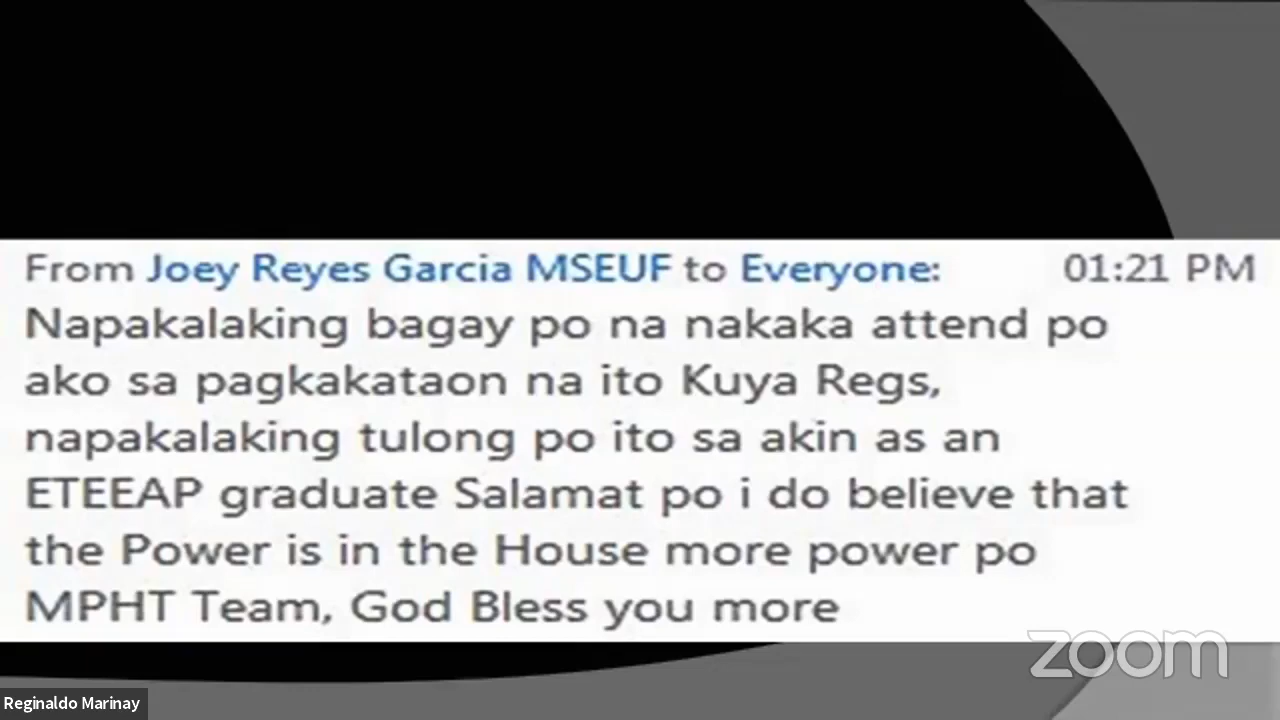 From Joey Reyes Garcia MSEUF to Everyone: 01:21 PM
Napakalaking bagay po na nakaka attend po
ako sa pagkakataon na ito Kuya Regs,
napakalaking tulong po ito sa akin as an
ETEEAP graduate Salamat po i do believe that
the Power is in the House more power po
MPHT Team, God Bless you more
zoom
Reginaldo Marinay